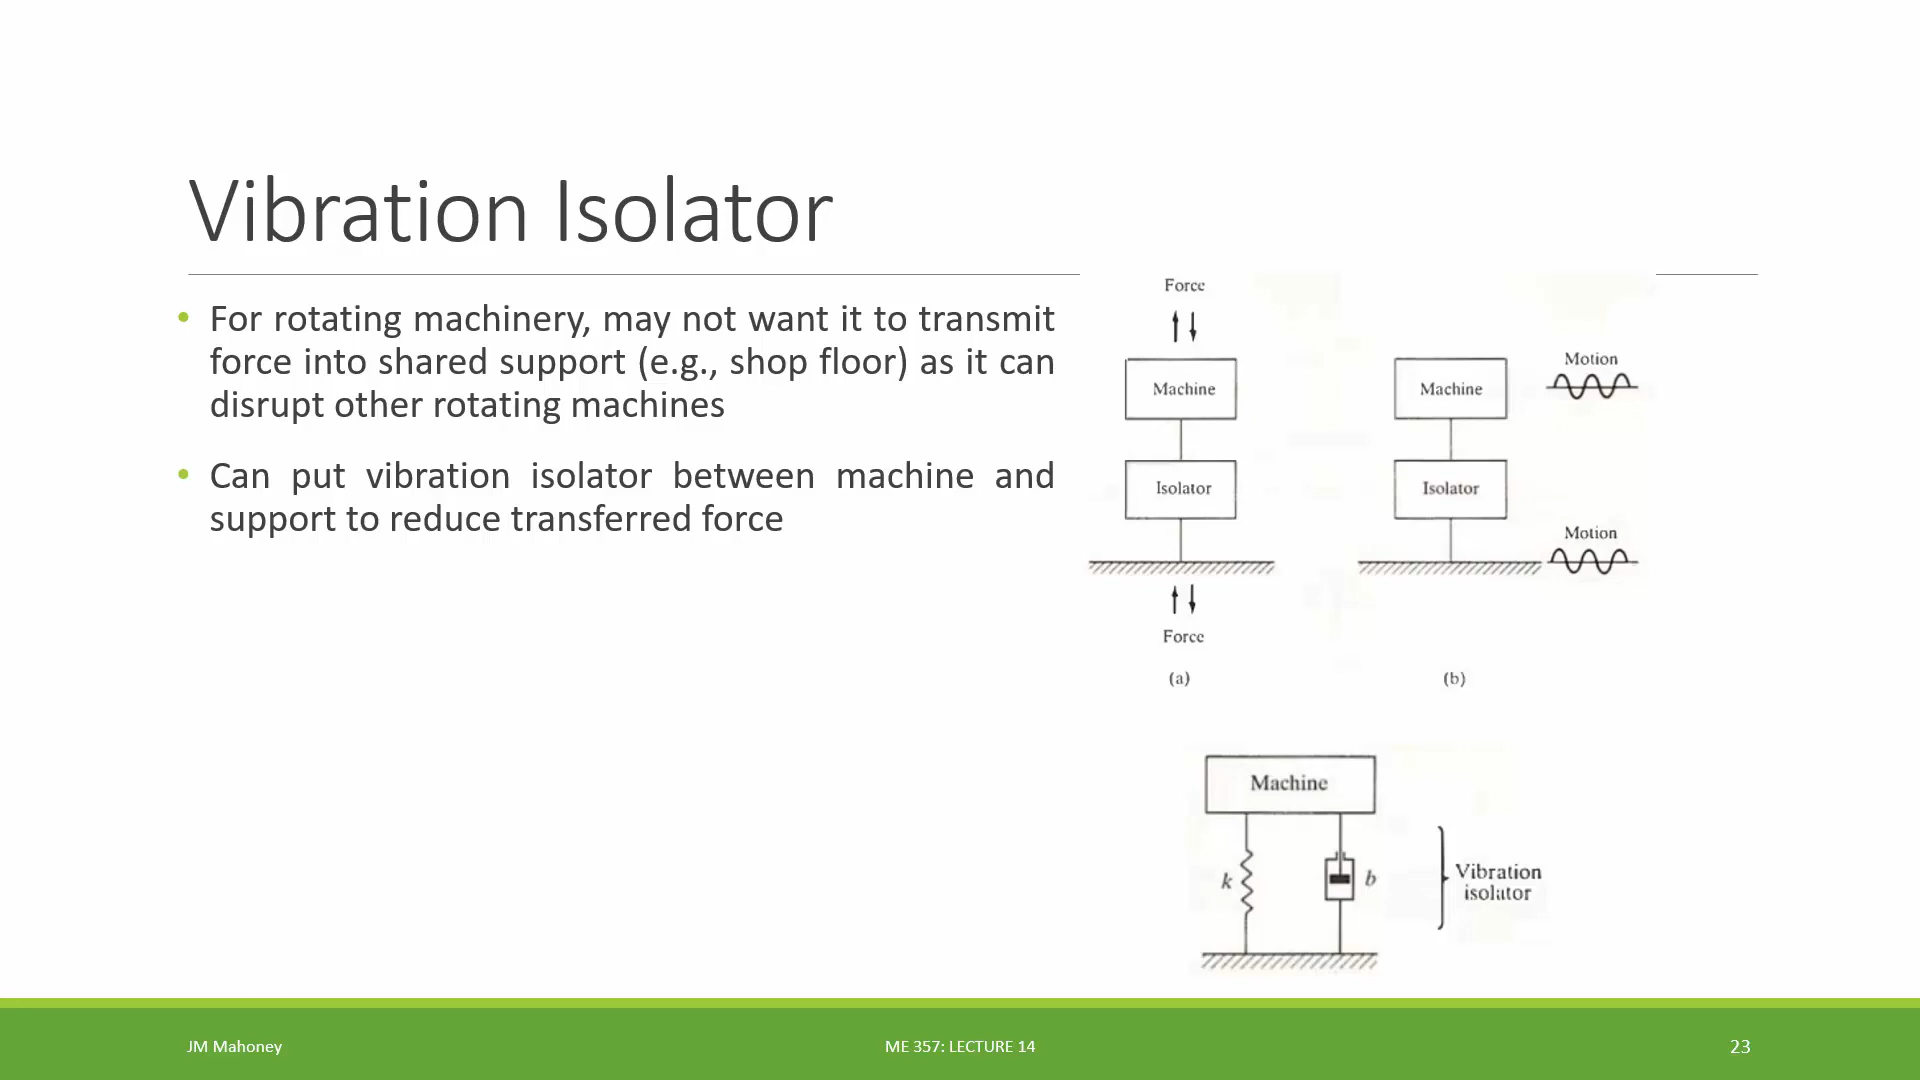 Vibration Isolator
• For rotating machinery, may not want it to transmit
force into shared support (e.g., shop floor) as it can
disrupt other rotating machines
• Can put vibration isolator between machine and
support to reduce transferred force
Force
Machine
Isolator
Force
(a)
Machine
Motion
Isolator
Motion
(b)
Machine
k
b
Vibration
isolator
JM Mahoney
ME 357: LECTURE 14
23